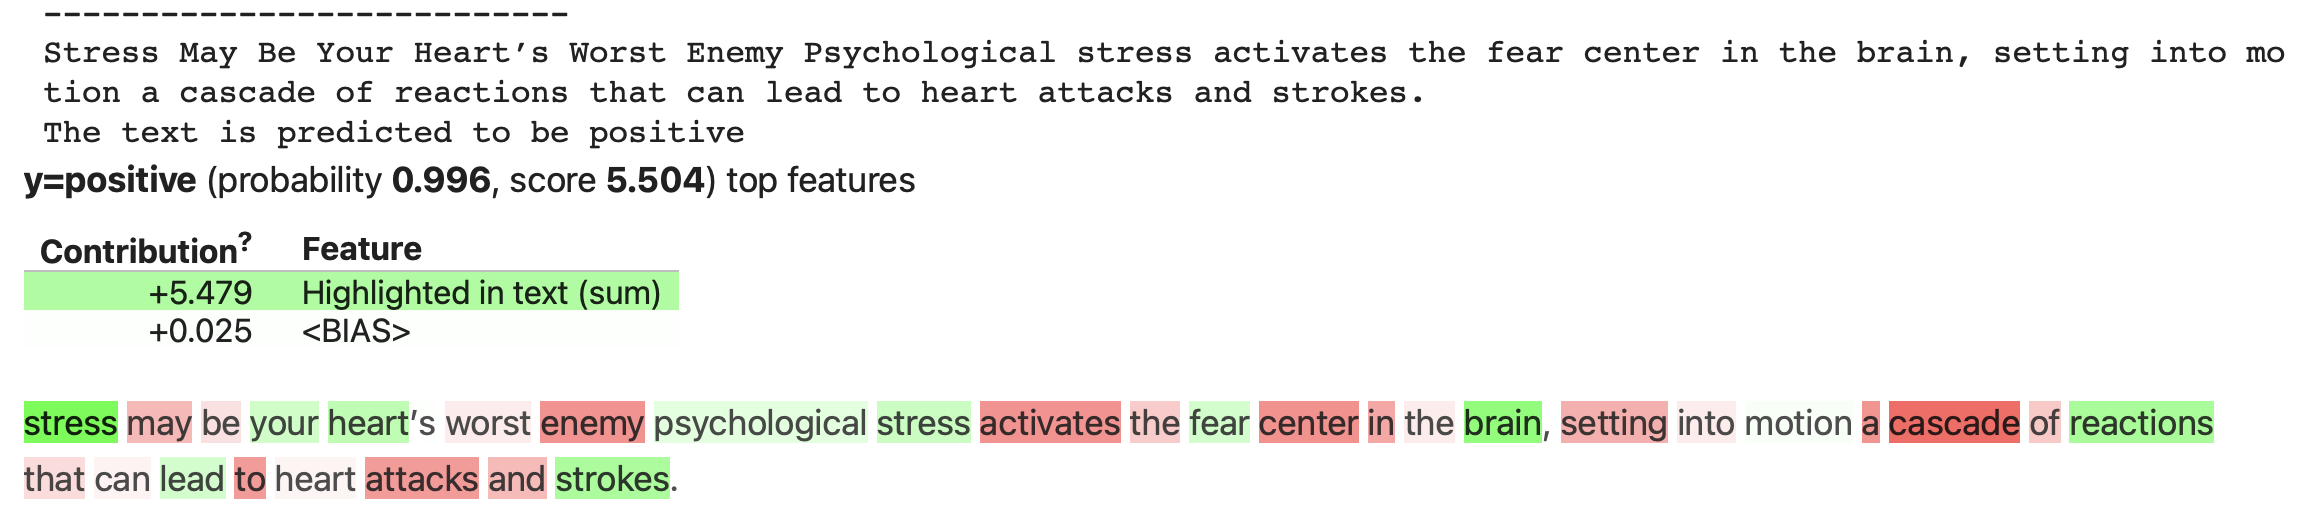 ---------------------------
Stress May Be Your Heart’s Worst Enemy Psychological stress activates the fear center in the brain, setting into mo
tion a cascade of reactions that can lead to heart attacks and strokes.
The text is predicted to be positive
y=positive (probability 0.996, score 5.504) top features
Contribution? Feature
+5.479 Highlighted in text (sum)
+0.025 <BIAS>
stress may be your heart’s worst enemy psychological stress activates the fear center in the brain, setting into motion a cascade of reactions
that can lead to heart attacks and strokes.